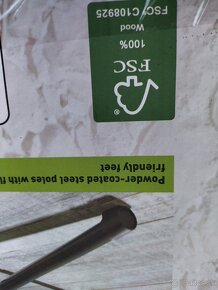 Powder-coated steel poles with
friendly feet
FSC
100%
Wood
FSC® C108925